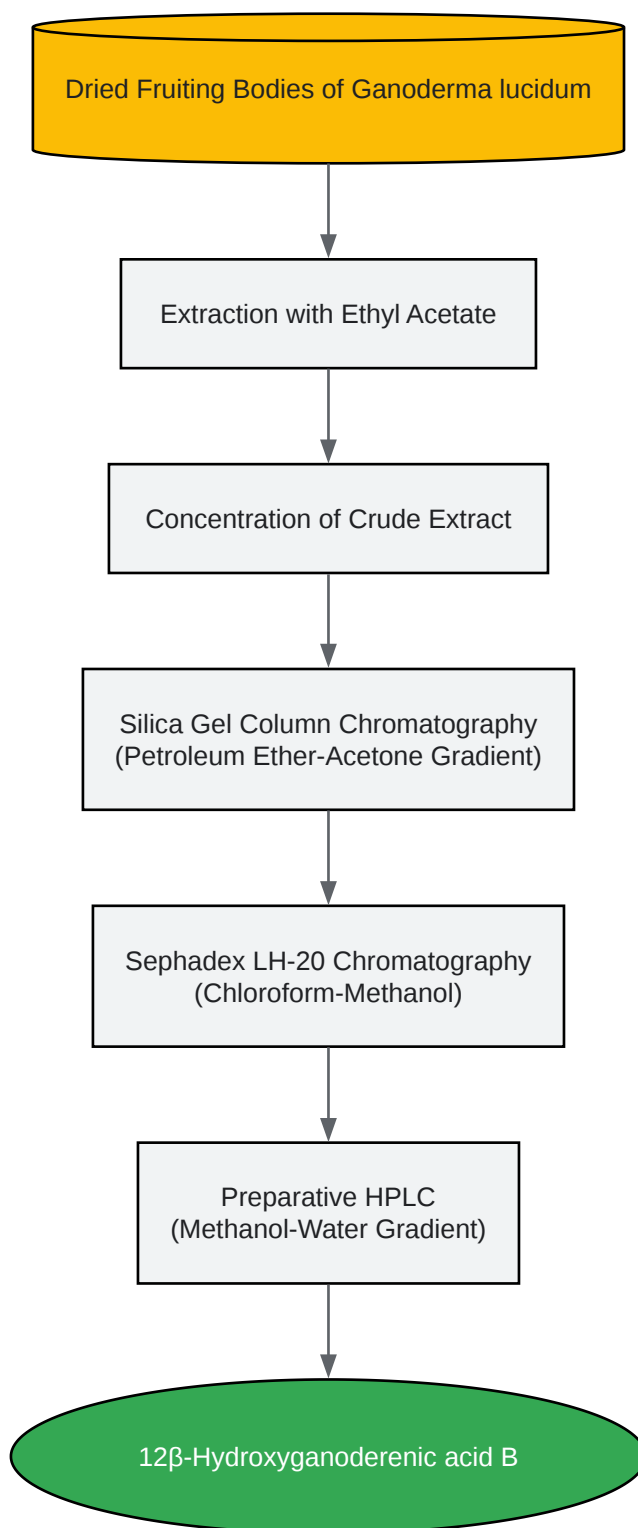 Dried Fruiting Bodies of Ganoderma lucidum
Extraction with Ethyl Acetate
Concentration of Crude Extract
Silica Gel Column Chromatography
(Petroleum Ether-Acetone Gradient)
Sephadex LH-20 Chromatography
(Chloroform-Methanol)
Preparative HPLC
(Methanol-Water Gradient)
12β-Hydroxyganoderenic acid B